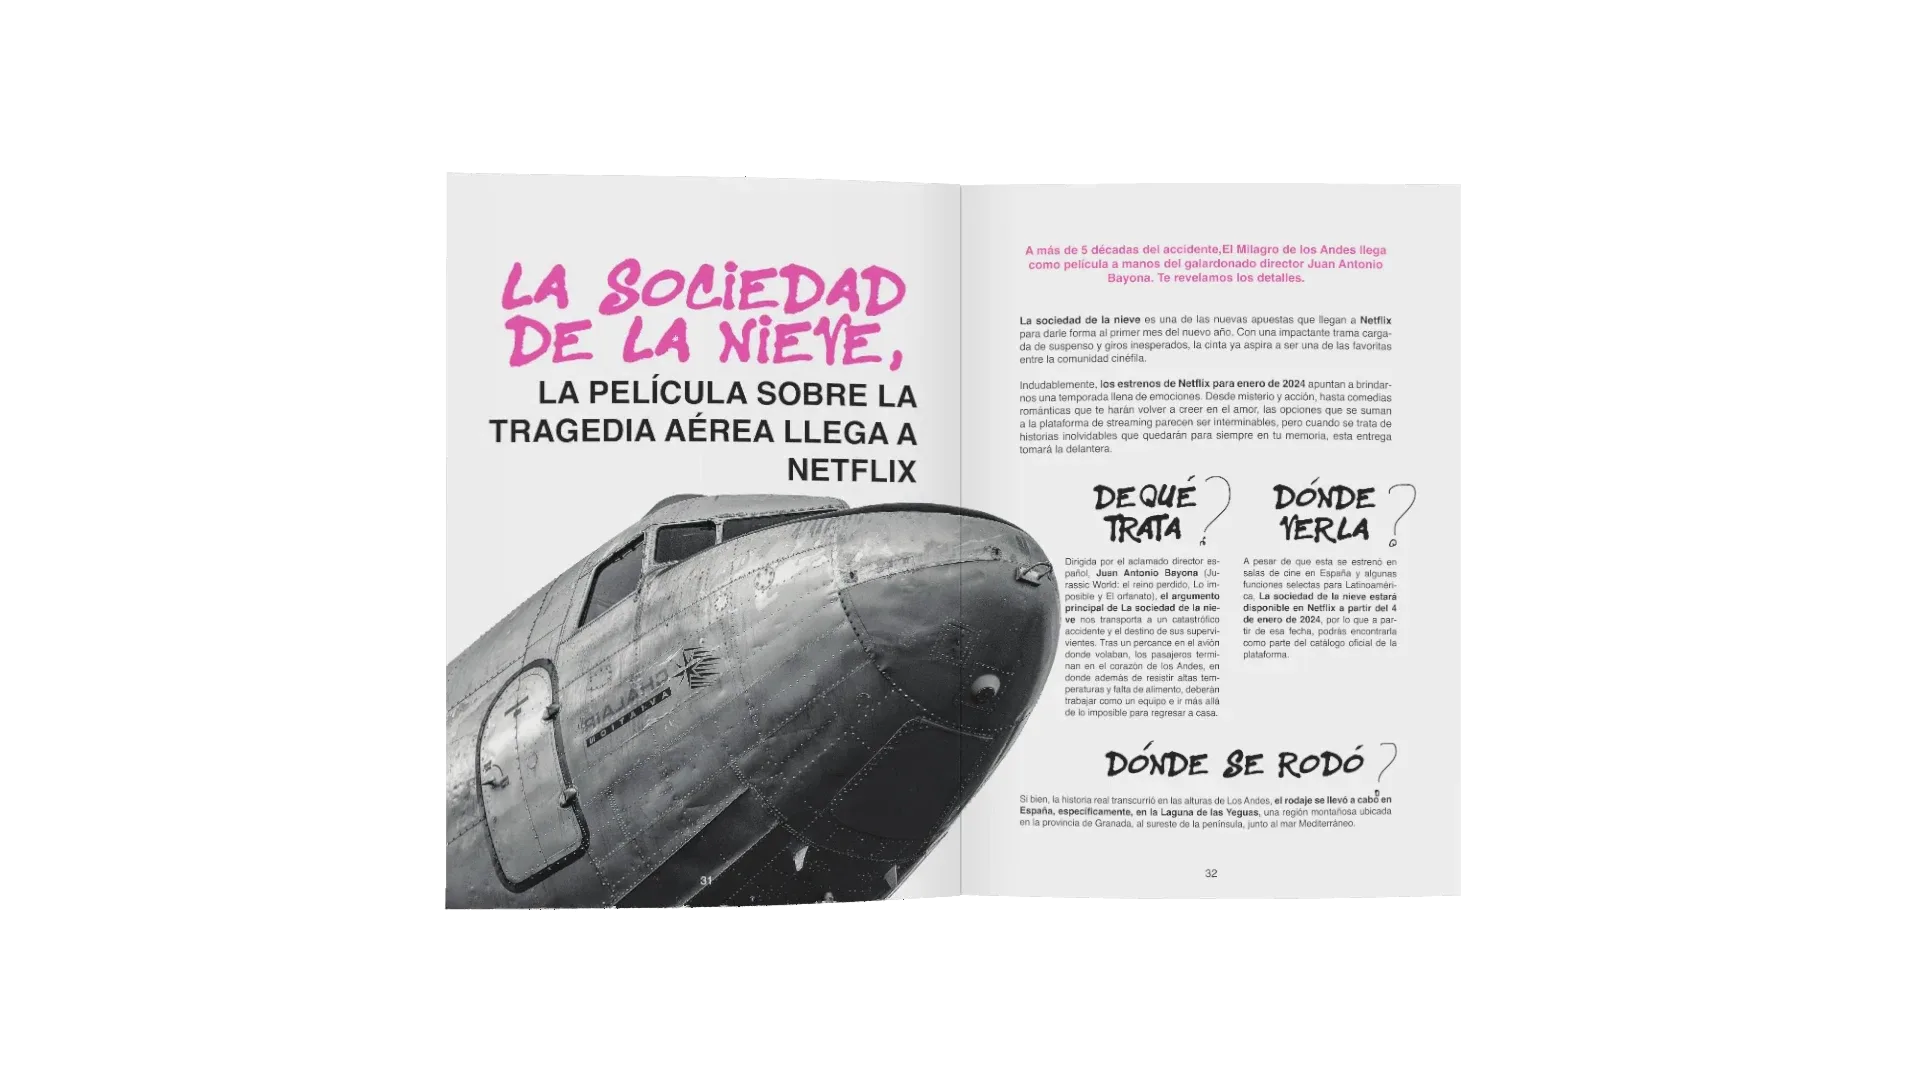 LA SOCIEDAD
DE LA NIEVE,
LA PELÍCULA SOBRE LA
TRAGEDIA AÉREA LLEGA A
NETFLIX
CHALAIR
AVIATION
31
A más de 5 décadas del accidente,El Milagro de los Andes llega
como película a manos del galardonado director Juan Antonio
Bayona. Te revelamos los detalles.
La sociedad de la nieve es una de las nuevas apuestas que llegan a Netflix
para darle forma al primer mes del nuevo año. Con una impactante trama carga-
da de suspenso y giros inesperados, la cinta ya aspira a ser una de las favoritas
entre la comunidad cinéfila.
Indudablemente, los estrenos de Netflix para enero de 2024 apuntan a brindar-
nos una temporada llena de emociones. Desde misterio y acción, hasta comedias
románticas que te harán volver a creer en el amor, las opciones que se suman
a la plataforma de streaming parecen ser interminables, pero cuando se trata de
historias inolvidables que quedarán para siempre en tu memoria, esta entrega
tomará la delantera.
DE QUÉ
TRATA ?
Dirigida por el aclamado director es-
pañol, Juan Antonio Bayona (Ju-
rassic World: el reino perdido, Lo im-
posible y El orfanato), el argumento
principal de La sociedad de la nie-
ve nos transporta a un catastrófico
accidente y el destino de sus supervi-
vientes. Tras un percance en el avión
donde volaban, los pasajeros termi-
nan en el corazón de los Andes, en
donde además de resistir altas tem-
peraturas y falta de alimento, deberán
trabajar como un equipo e ir más allá
de lo imposible para regresar a casa.
DÓNDE
VERLA ?
A pesar de que esta se estrenó en
salas de cine en España y algunas
funciones selectas para Latinoaméri-
ca, La sociedad de la nieve estará
disponible en Netflix a partir del 4
de enero de 2024, por lo que a par-
tir de esa fecha, podrás encontrarla
como parte del catálogo oficial de la
plataforma.
DÓNDE SE RODÓ ?
Si bien, la historia real transcurrió en las alturas de Los Andes, el rodaje se llevó a cabo en
España, específicamente, en la Laguna de las Yeguas, una región montañosa ubicada
en la provincia de Granada, al sureste de la península, junto al mar Mediterráneo.
32